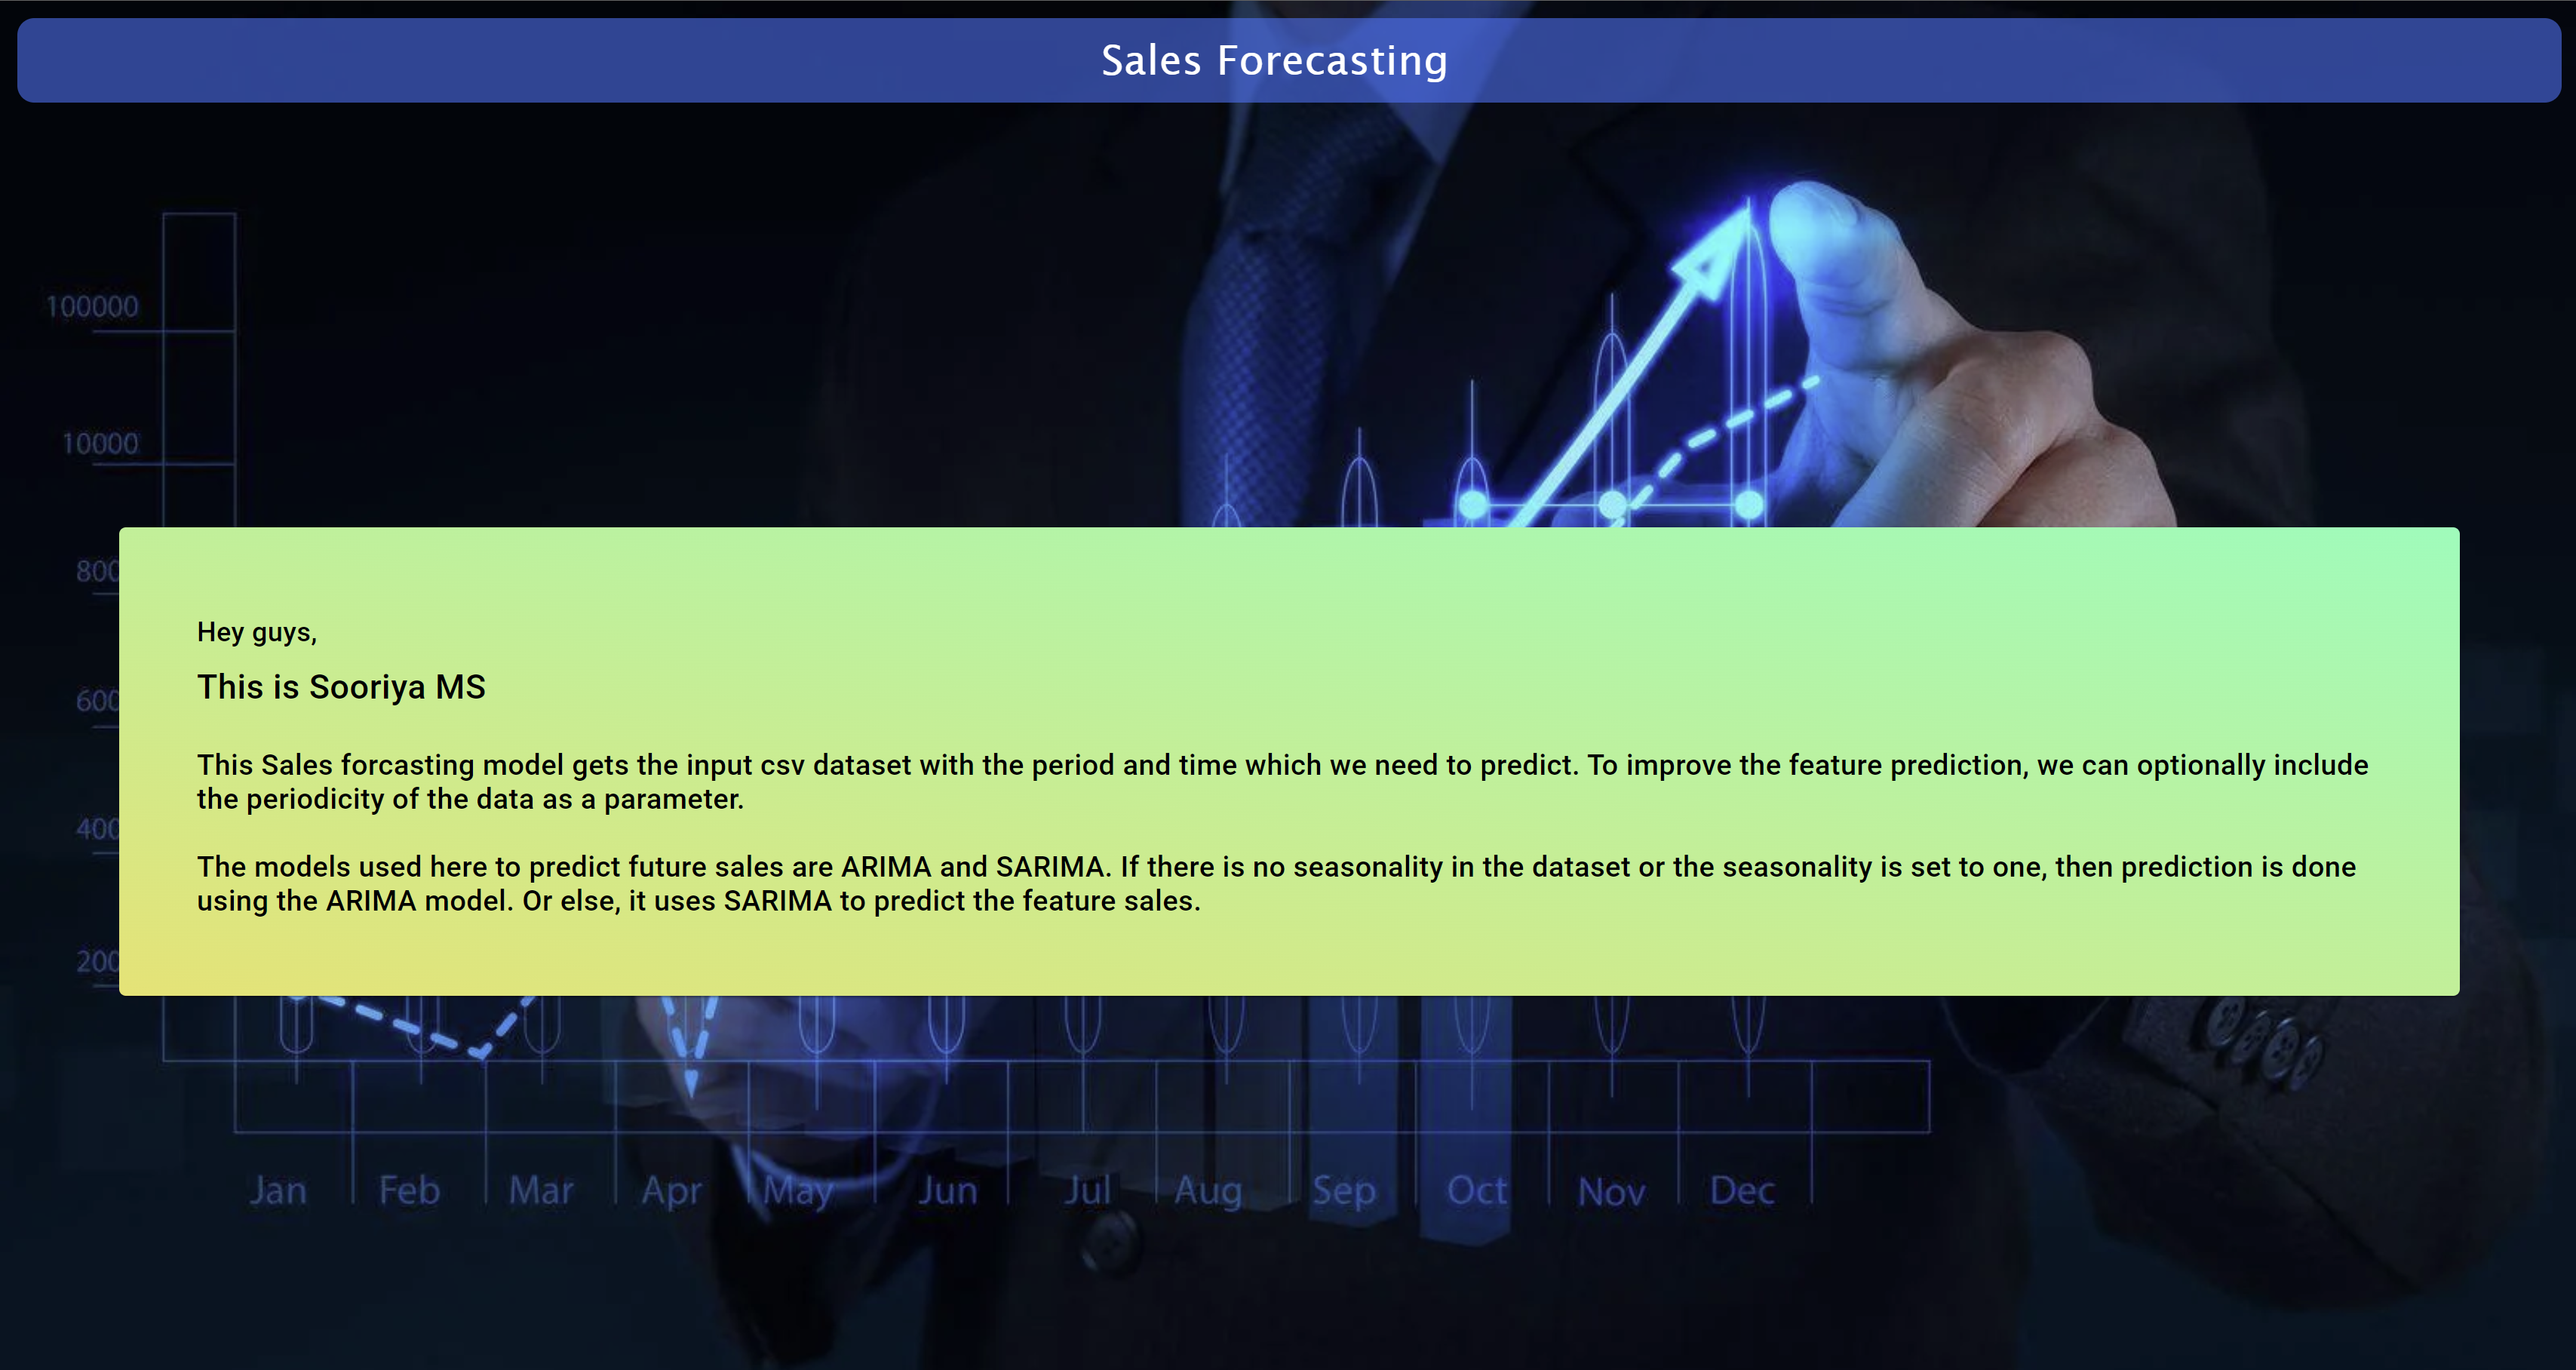 Sales Forecasting
100000
10000
800
Hey guys,
600
This is Sooriya MS
This Sales forcasting model gets the input csv dataset with the period and time which we need to predict. To improve the feature prediction, we can optionally include
the periodicity of the data as a parameter.
400
The models used here to predict future sales are ARIMA and SARIMA. If there is no seasonality in the dataset or the seasonality is set to one, then prediction is done
using the ARIMA model. Or else, it uses SARIMA to predict the feature sales.
200
Jan Feb Mar Apr May Jun Jul Aug Sep Oct Nov Dec